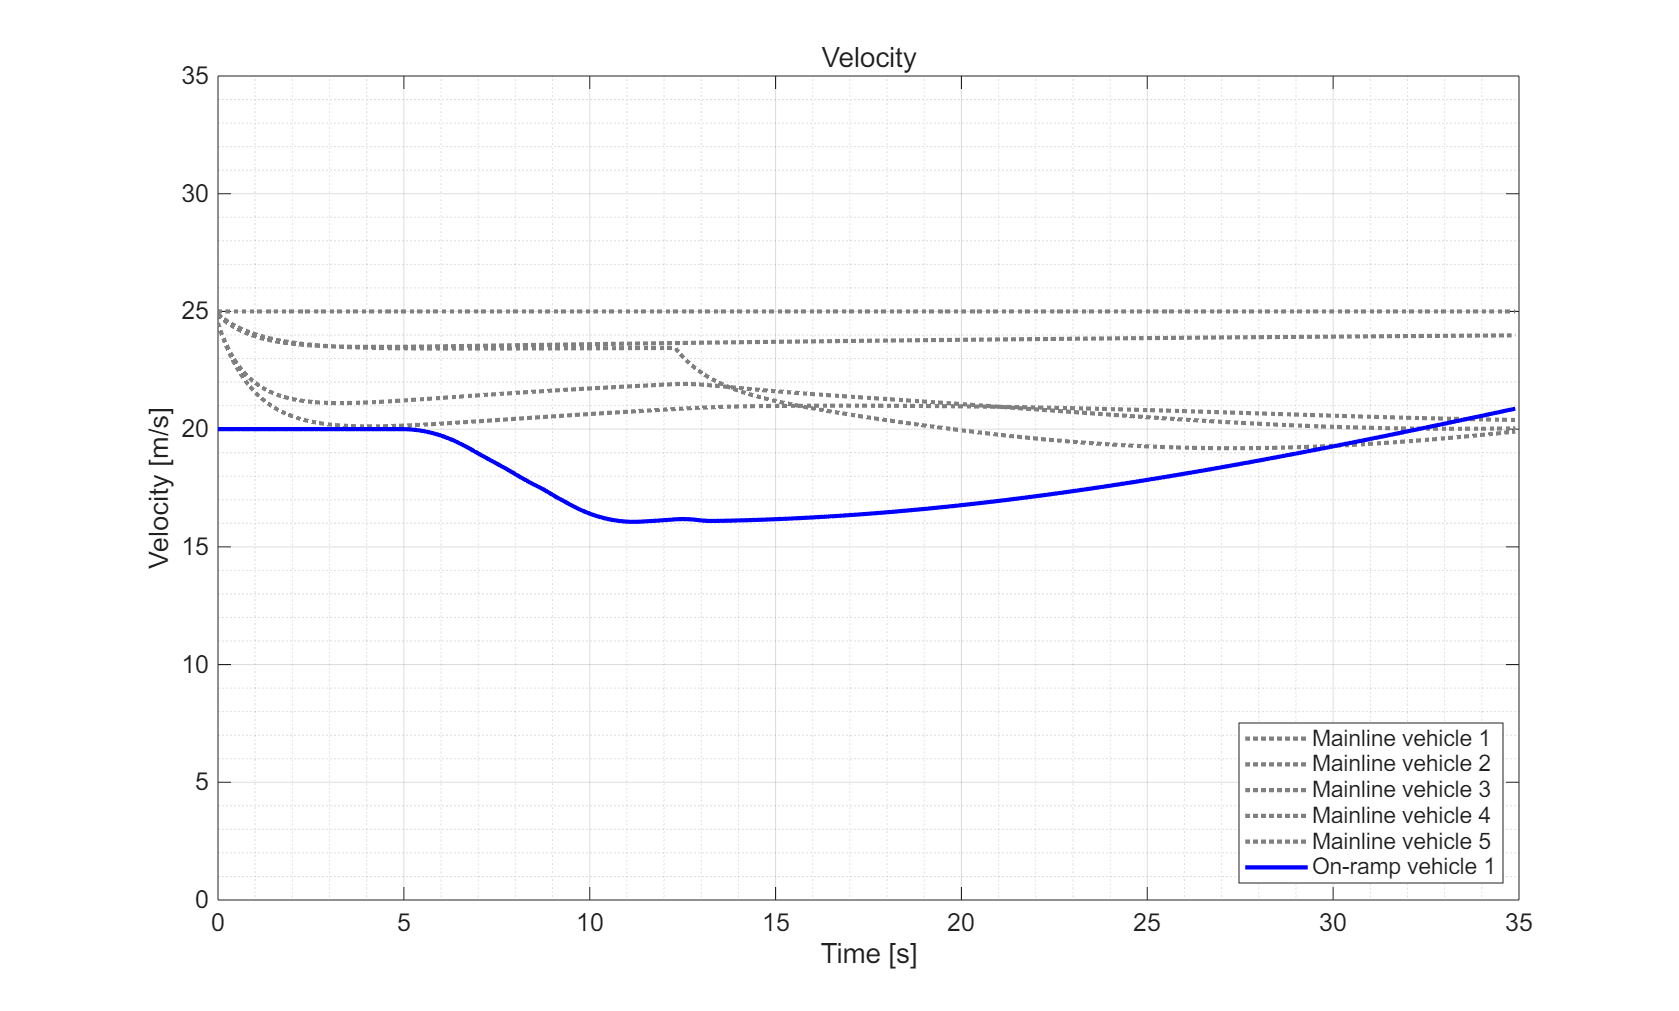 Velocity
35
30
25
20
15
10
5
0
Velocity [m/s]
0 5 10 15 20 25 30 35
Time [s]
Mainline vehicle 1
Mainline vehicle 2
Mainline vehicle 3
Mainline vehicle 4
Mainline vehicle 5
On-ramp vehicle 1